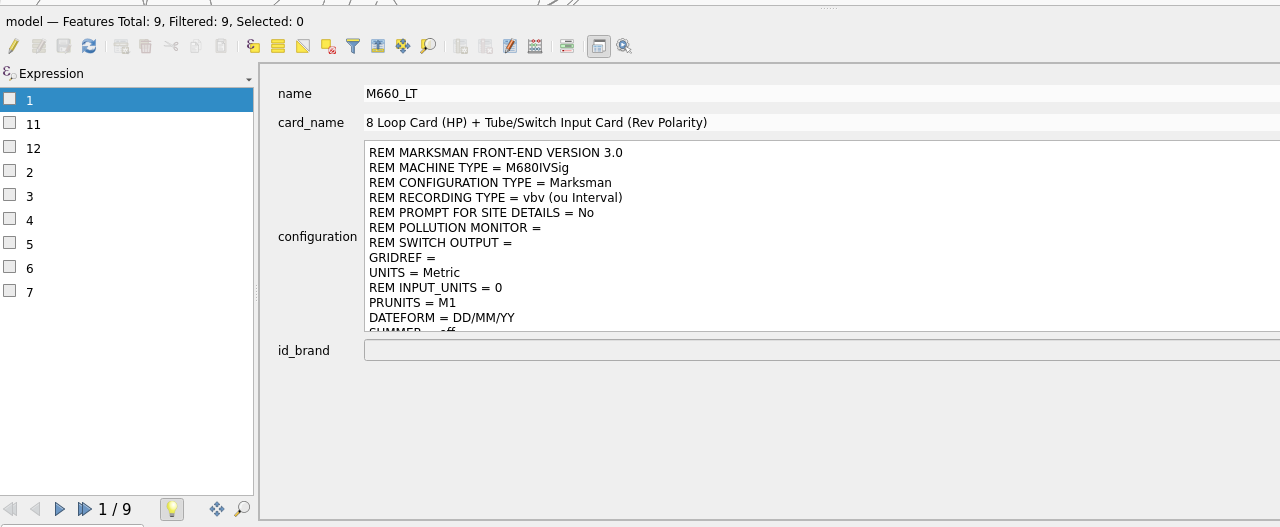 model — Features Total: 9, Filtered: 9, Selected: 0
Expression
1
11
12
2
3
4
5
6
7
1 / 9
name
M660_LT
card_name
8 Loop Card (HP) + Tube/Switch Input Card (Rev Polarity)
configuration
REM MARKSMAN FRONT-END VERSION 3.0
REM MACHINE TYPE = M680IVSig
REM CONFIGURATION TYPE = Marksman
REM RECORDING TYPE = vbv (ou Interval)
REM PROMPT FOR SITE DETAILS = No
REM POLLUTION MONITOR =
REM SWITCH OUTPUT =
GRIDREF =
UNITS = Metric
REM INPUT_UNITS = 0
PRUNITS = M1
DATEFORM = DD/MM/YY
SUMMER = off
id_brand